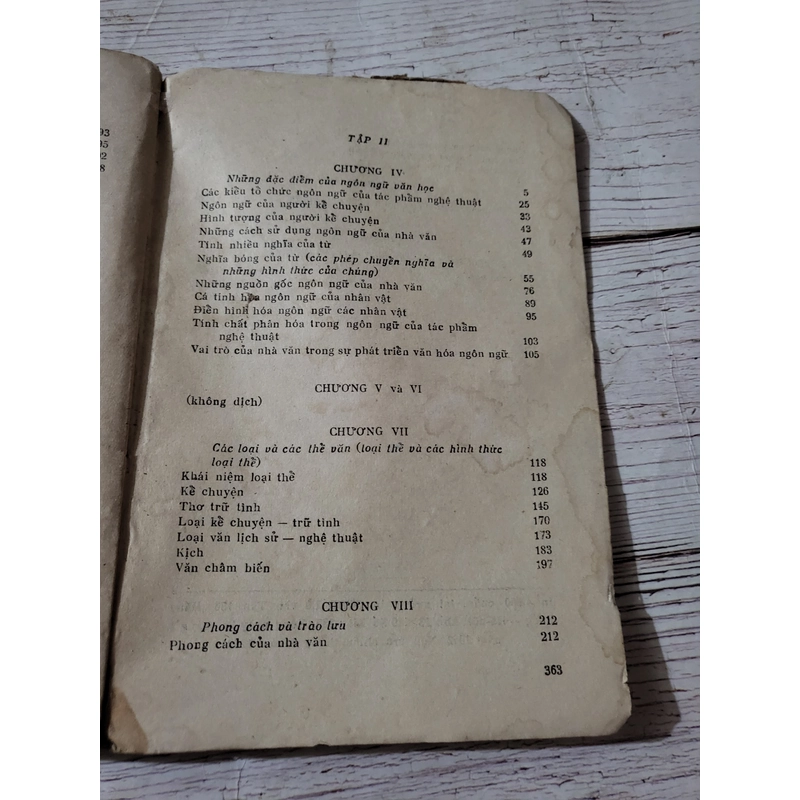 93
5
02
8
TẬP II
CHƯƠNG IV
Những đặc điểm của ngôn ngữ văn học 5
Các kiểu tổ chức ngôn ngữ của tác phẩm nghệ thuật 25
Ngôn ngữ của người kể chuyện 33
Hình tượng của người kể chuyện 43
Những cách sử dụng ngôn ngữ của nhà văn 47
Tính nhiều nghĩa của từ 49
Nghĩa bóng của từ (các phép chuyển nghĩa và
những hình thức của chúng) 55
Những nguồn gốc ngôn ngữ của nhà văn 76
Cá tính hóa ngôn ngữ của nhân vật 89
Điển hình hóa ngôn ngữ các nhân vật 95
Tính chất phân hóa trong ngôn ngữ của tác phẩm
nghệ thuật 103
Vai trò của nhà văn trong sự phát triển văn hóa ngôn ngữ 105
CHƯƠNG V và VI
(không dịch)
CHƯƠNG VII
Các loại và các thể văn (loại thể và các hình thức
loại thể) 118
Khái niệm loại thể 118
Kể chuyện 126
Thơ trữ tình 145
Loại kể chuyện — trữ tình 170
Loại văn lịch sử — nghệ thuật 173
Kịch 183
Văn châm biến 197
CHƯƠNG VIII
Phong cách và trào lưu 212
Phong cách của nhà văn 212
363